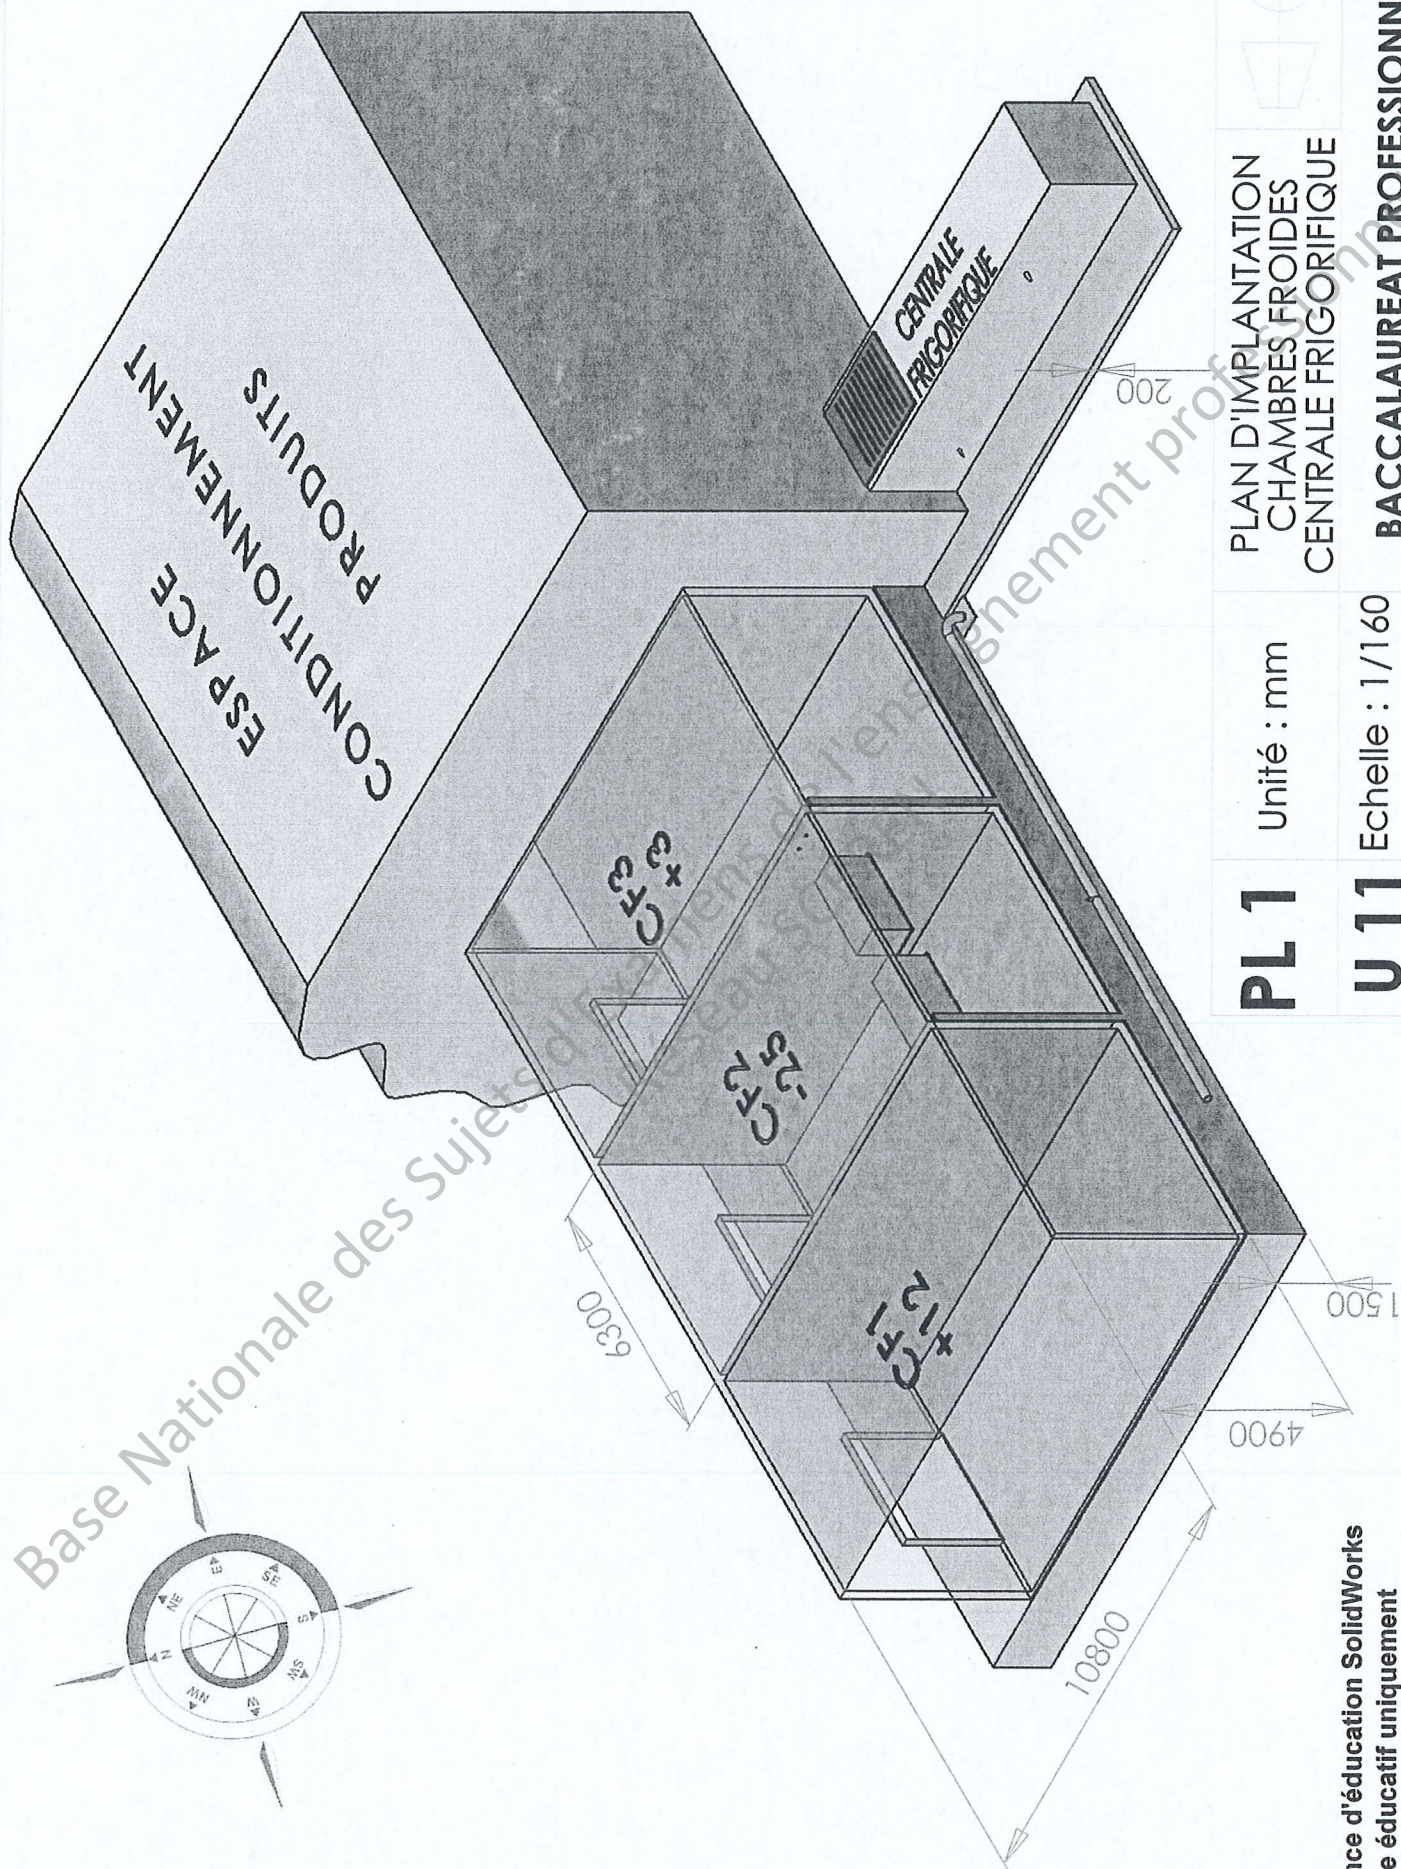 ESPACE
CONDITIONNEMENT
PRODUITS
CENTRALE
FRIGORIFIQUE
CF3
+3
CF2
-25
CF1
+-2
6300
10800
4900
1500
200
N
NE
E
SE
S
SW
W
NW
PL 1
Unité : mm
PLAN D'IMPLANTATION
CHAMBRES FROIDES
CENTRALE FRIGORIFIQUE
U 11
Echelle : 1/160
BACCALAUREAT PROFESSIONN
nce d'éducation SolidWorks
e éducatif uniquement
Base Nationale des Sujets d'Examens de l'enseignement professionn
Réseau SCEREN